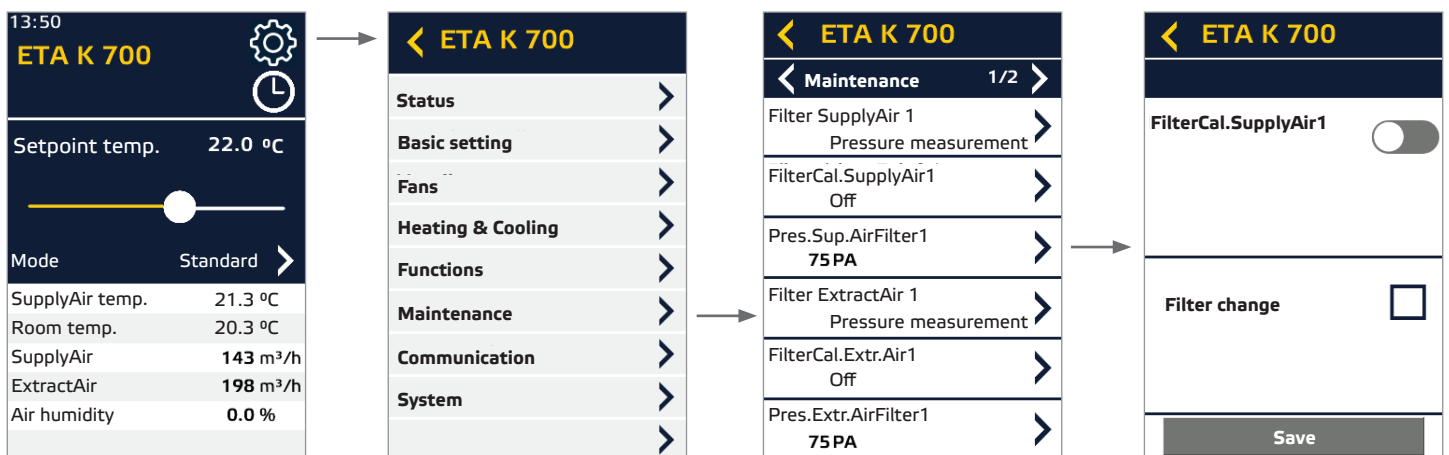 13:50
ETA K 700
Setpoint temp. 22.0 ºC
Mode Standard
SupplyAir temp. 21.3 ºC
Room temp. 20.3 ºC
SupplyAir 143 m³/h
ExtractAir 198 m³/h
Air humidity 0.0 %
ETA K 700
Status
Basic setting
Fans
Heating & Cooling
Functions
Maintenance
Communication
System
ETA K 700
Maintenance 1/2
Filter SupplyAir 1
Pressure measurement
FilterCal.SupplyAir1
Off
Pres.Sup.AirFilter1
75 PA
Filter ExtractAir 1
Pressure measurement
FilterCal.Extr.Air1
Off
Pres.Extr.AirFilter1
75 PA
ETA K 700
FilterCal.SupplyAir1
Filter change
Save